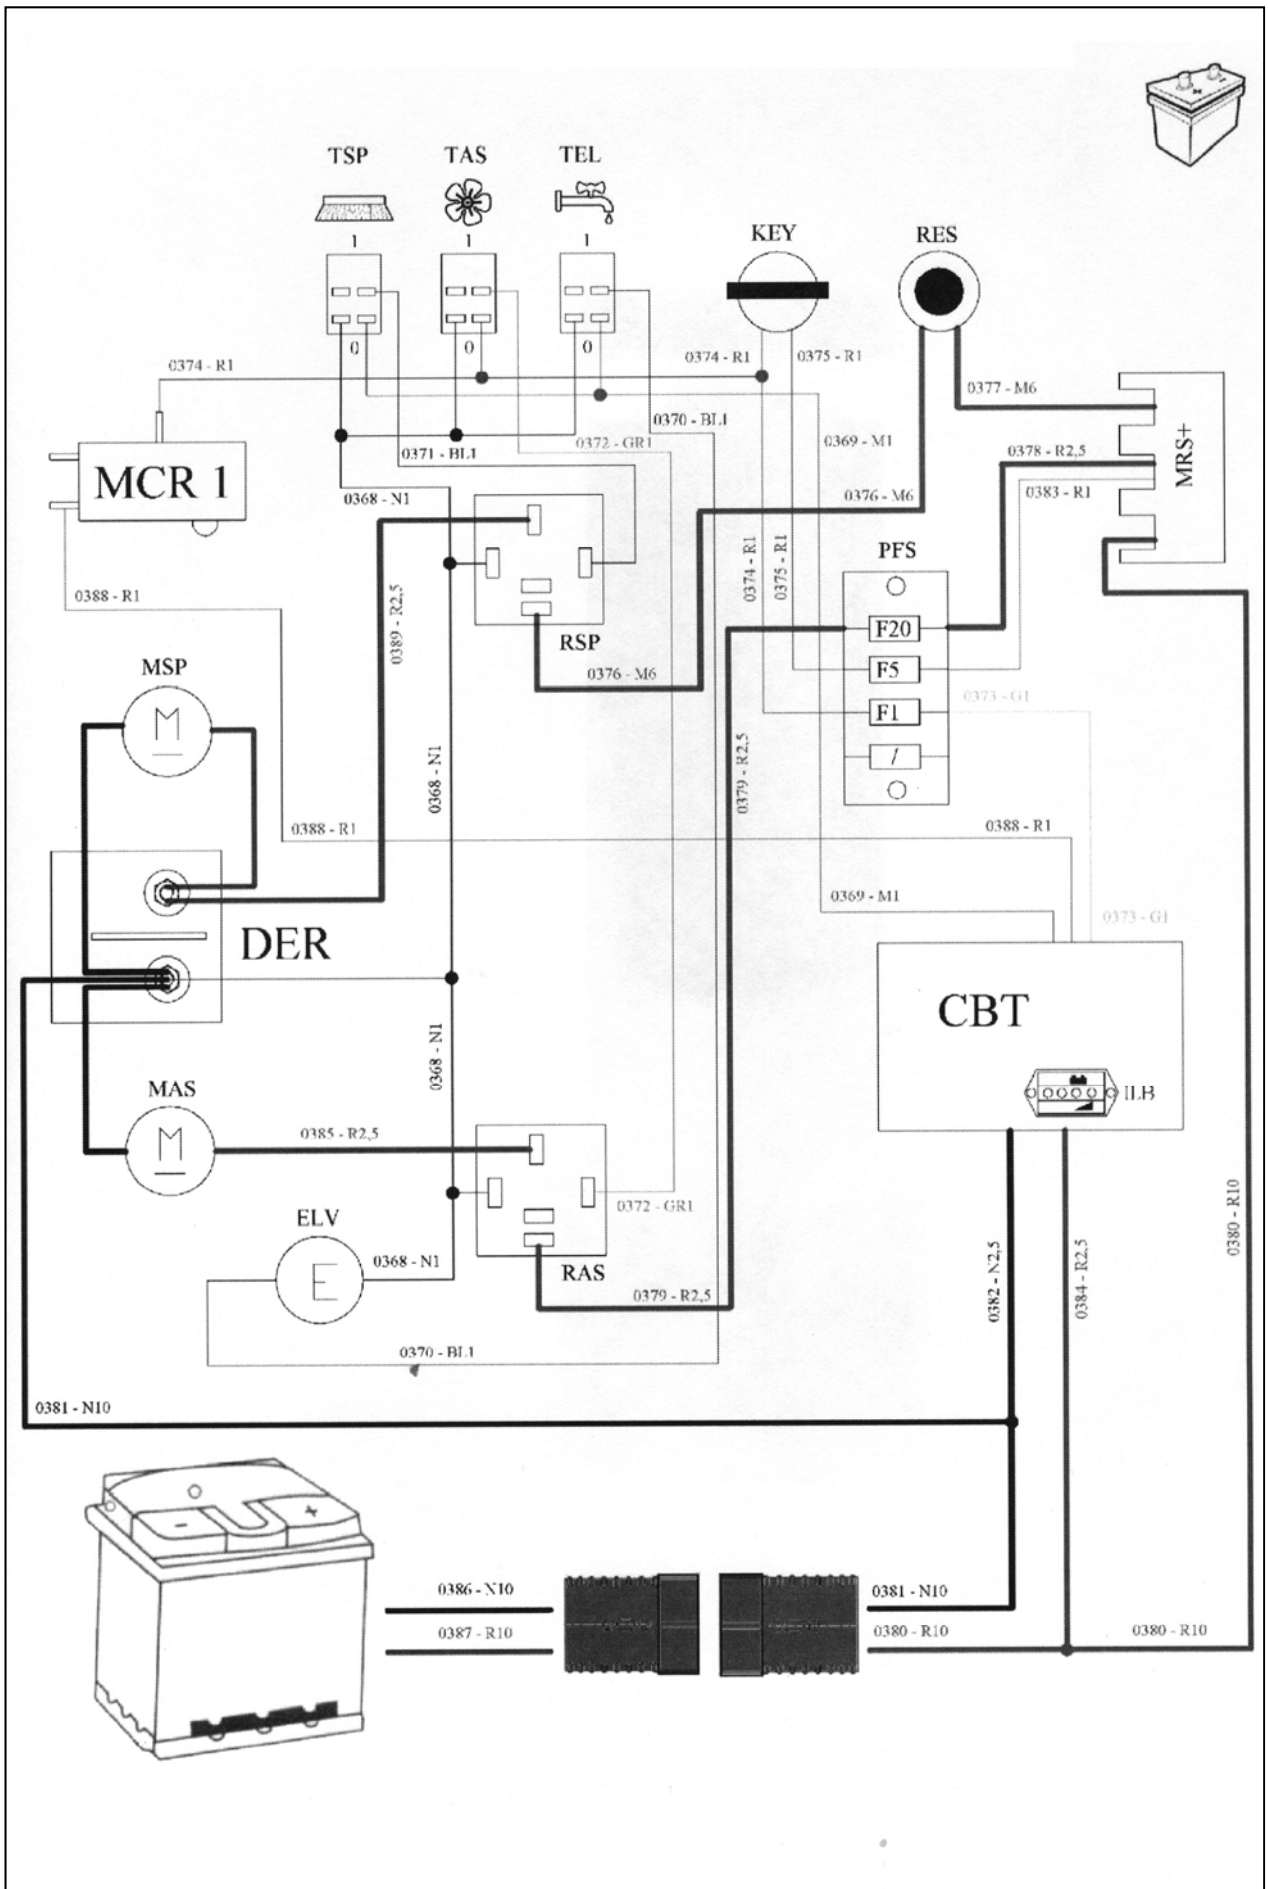 TSP TAS TEL
1 1 1
KEY RES
0 0 0
0374 - R1
0374 - R1
0375 - R1
0377 - M6
0370 - BL1
0372 - GR1
0369 - M1
0371 - BL1
0378 - R2,5
MRS+
MCR 1
0368 - N1
0376 - M6
0383 - R1
PFS
0374 - R1
0375 - R1
0388 - R1
0389 - R2,5
F20
RSP
MSP
0376 - M6
F5
0373 - G1
M
F1
/
0368 - N1
0379 - R2,5
0388 - R1
0388 - R1
0369 - M1
0373 - G1
DER
CBT
0368 - N1
MAS
ILB
M
0385 - R2,5
0372 - GR1
ELV
0380 - R10
E
0368 - N1
RAS
0382 - N2,5
0384 - R2,5
0379 - R2,5
0370 - BL1
0381 - N10
- +
0386 - N10
0381 - N10
0387 - R10
0380 - R10
0380 - R10